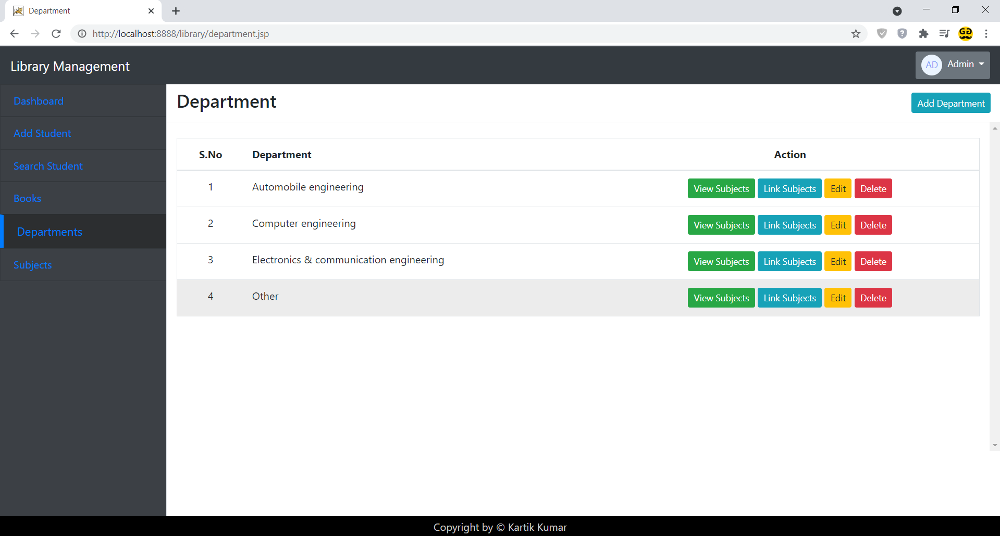 Department
http://localhost:8888/library/department.jsp
Library Management
AD Admin
Dashboard
Add Student
Search Student
Books
Departments
Subjects
Department
Add Department
S.No Department Action
1 Automobile engineering View Subjects Link Subjects Edit Delete
2 Computer engineering View Subjects Link Subjects Edit Delete
3 Electronics & communication engineering View Subjects Link Subjects Edit Delete
4 Other View Subjects Link Subjects Edit Delete
Copyright by © Kartik Kumar